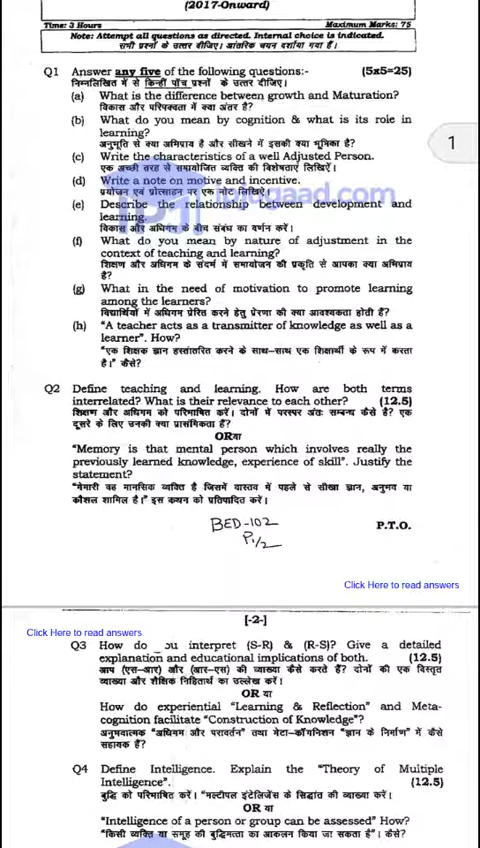 (2017-Onward)
Time: 3 Hours Maximum Marks: 75
Note: Attempt all questions as directed. Internal choice is indicated.
सभी प्रश्नों के उत्तर दीजिए। आंतरिक चयन दर्शाया गया है।
Q1 Answer any five of the following questions:- (5x5=25)
निम्नलिखित में से किन्हीं पाँच प्रश्नों के उत्तर दीजिए।
(a) What is the difference between growth and Maturation?
विकास और परिपक्वता में क्या अंतर है?
(b) What do you mean by cognition & what is its role in
learning?
अनुभूति से क्या अभिप्राय है और सीखने में इसकी क्या भूमिका है?
(c) Write the characteristics of a well Adjusted Person.
एक अच्छी तरह से समायोजित व्यक्ति की विशेषताएं लिखिऐं।
(d) Write a note on motive and incentive.
प्रयोजन एवं प्रोत्साहन पर एक नोट लिखिऐ।
(e) Describe the relationship between development and
learning.
विकास और अधिगम के बीच संबंध का वर्णन करें।
(f) What do you mean by nature of adjustment in the
context of teaching and learning?
शिक्षण और अधिगम के संदर्भ में समायोजन की प्रकृति से आपका क्या अभिप्राय
है?
(g) What in the need of motivation to promote learning
among the learners?
विद्यार्थियों में अधिगम प्रेरित करने हेतु प्रेरणा की क्या आवश्यकता होती हैं?
(h) "A teacher acts as a transmitter of knowledge as well as a
learner". How?
"एक शिक्षक ज्ञान हस्तांतरित करने के साथ-साथ एक शिक्षार्थी के रूप में करता
है।" कैसे?
1
Q2 Define teaching and learning. How are both terms
interrelated? What is their relevance to each other? (12.5)
शिक्षण और अधिगम को परिभाषित करें। दोनों में परस्पर अंतः सम्बन्ध कैसे है? एक
दूसरे के लिए उनकी क्या प्रासंगिकता है?
ORया
"Memory is that mental person which involves really the
previously learned knowledge, experience of skill". Justify the
statement?
"मेमारी वह मानसिक व्यक्ति है जिसमें वास्तव में पहले से सीखा ज्ञान, अनुभव या
कौशल शामिल है।" इस कथन को प्रतिपादित करें।
BED-102
P.1/2
P.T.O.
Click Here to read answers
[-2-]
Click Here to read answers
Q3 How do ou interpret (S-R) & (R-S)? Give a detailed
explanation and educational implications of both. (12.5)
आप (एस-आर) और (आर-एस) की व्याख्या कैसे करते हैं? दोनों की एक विस्तृत
व्याख्या और शैक्षिक निहितार्थ का उल्लेख करें।
OR या
How do experiential "Learning & Reflection" and Meta-
cognition facilitate "Construction of Knowledge"?
अनुभवात्मक "अधिगम और परावर्तन" तथा मेटा-कॉगनिशन "ज्ञान के निर्माण" में कैसे
सहायक हैं?
Q4 Define Intelligence. Explain the "Theory of Multiple
Intelligence". (12.5)
बुद्धि को परिभाषित करें। "मल्टीपल इंटेलिजेंस के सिद्धांत की व्याख्या करें।
OR या
"Intelligence of a person or group can be assessed" How?
"किसी व्यक्ति या समूह की बुद्धिमत्ता का आकलन किया जा सकता है"। कैसे?